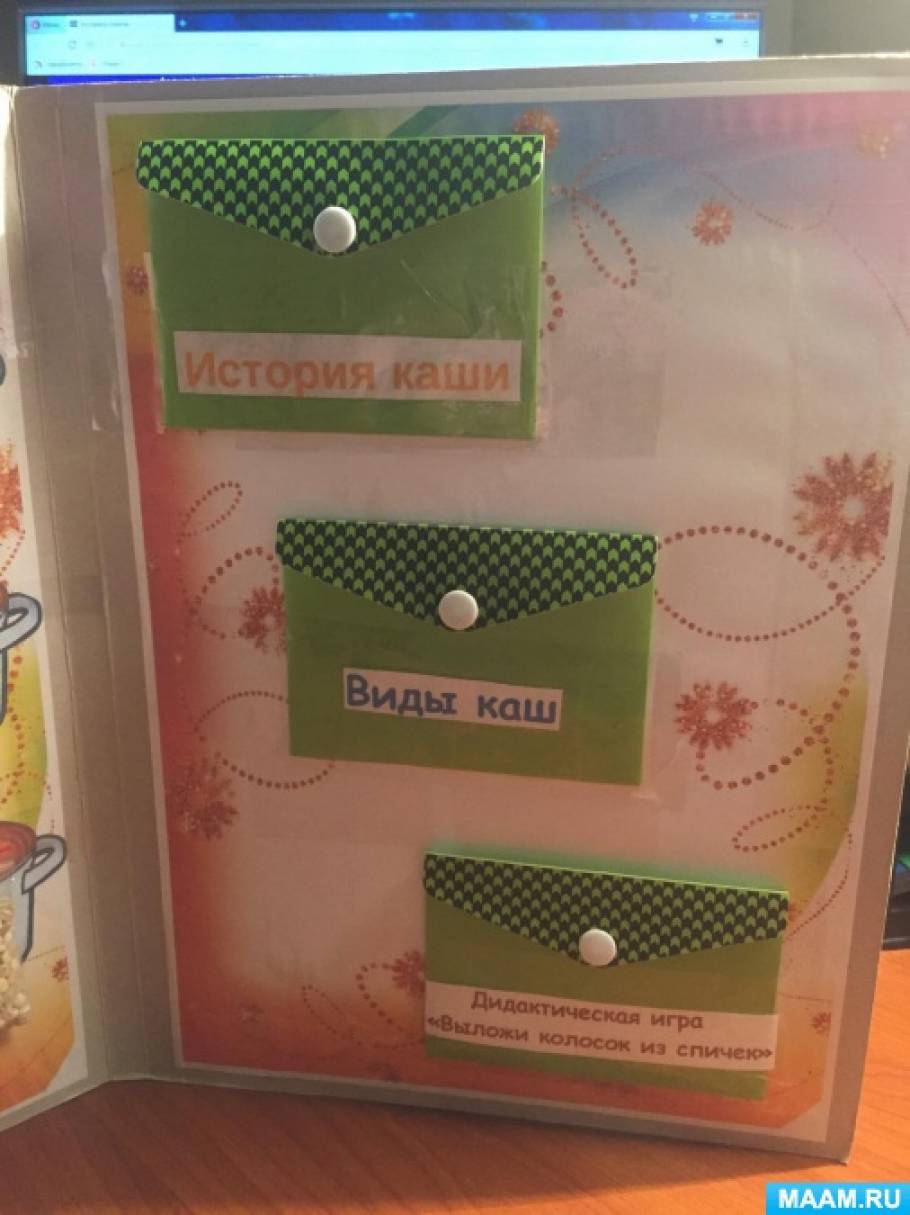 История каши
Виды каш
Дидактическая игра
«Выложи колосок из спичек»
MAAM.RU